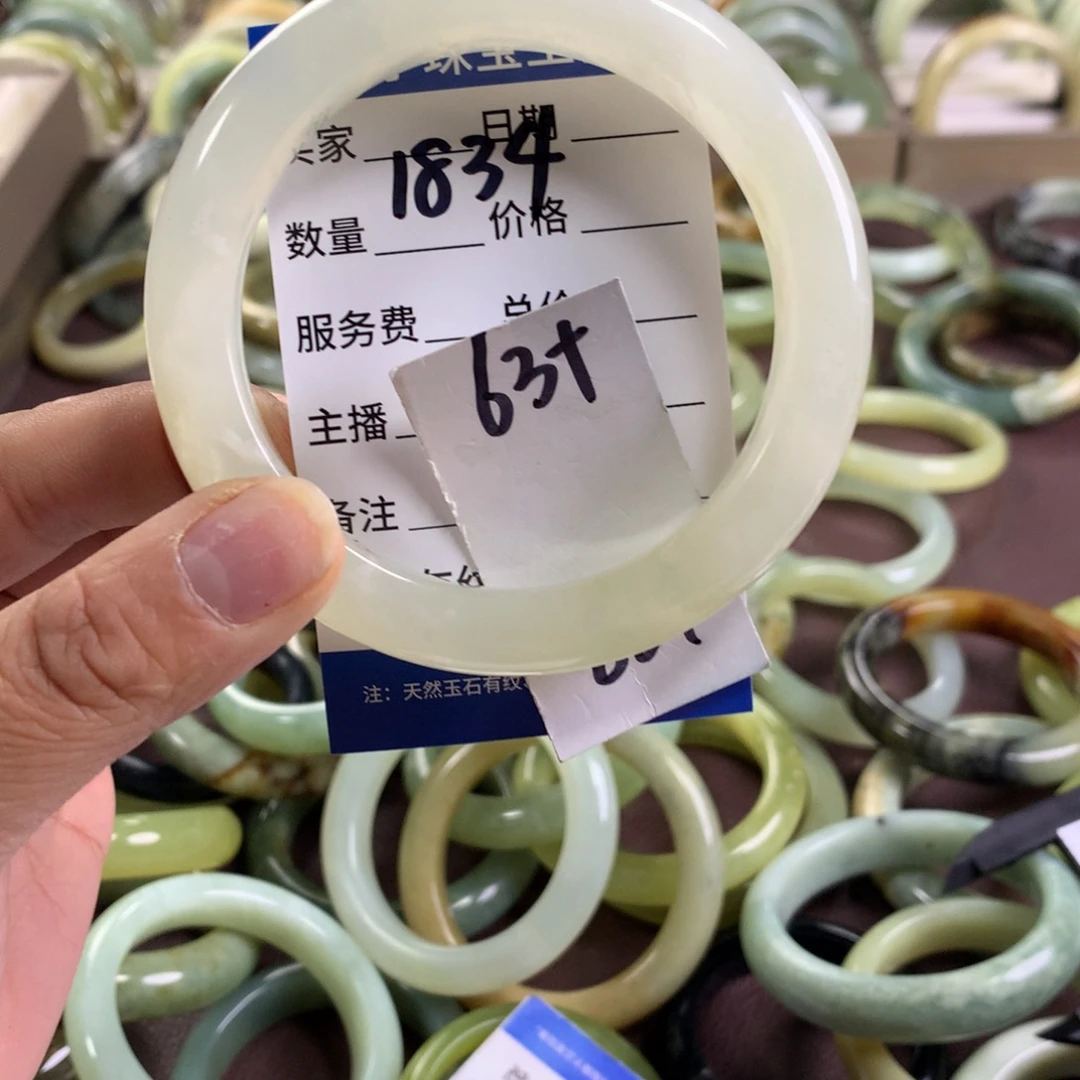 珠宝玉
买家 日期
1834
数量 价格
服务费 总价
63+
主播
备注
注：天然玉石有纹